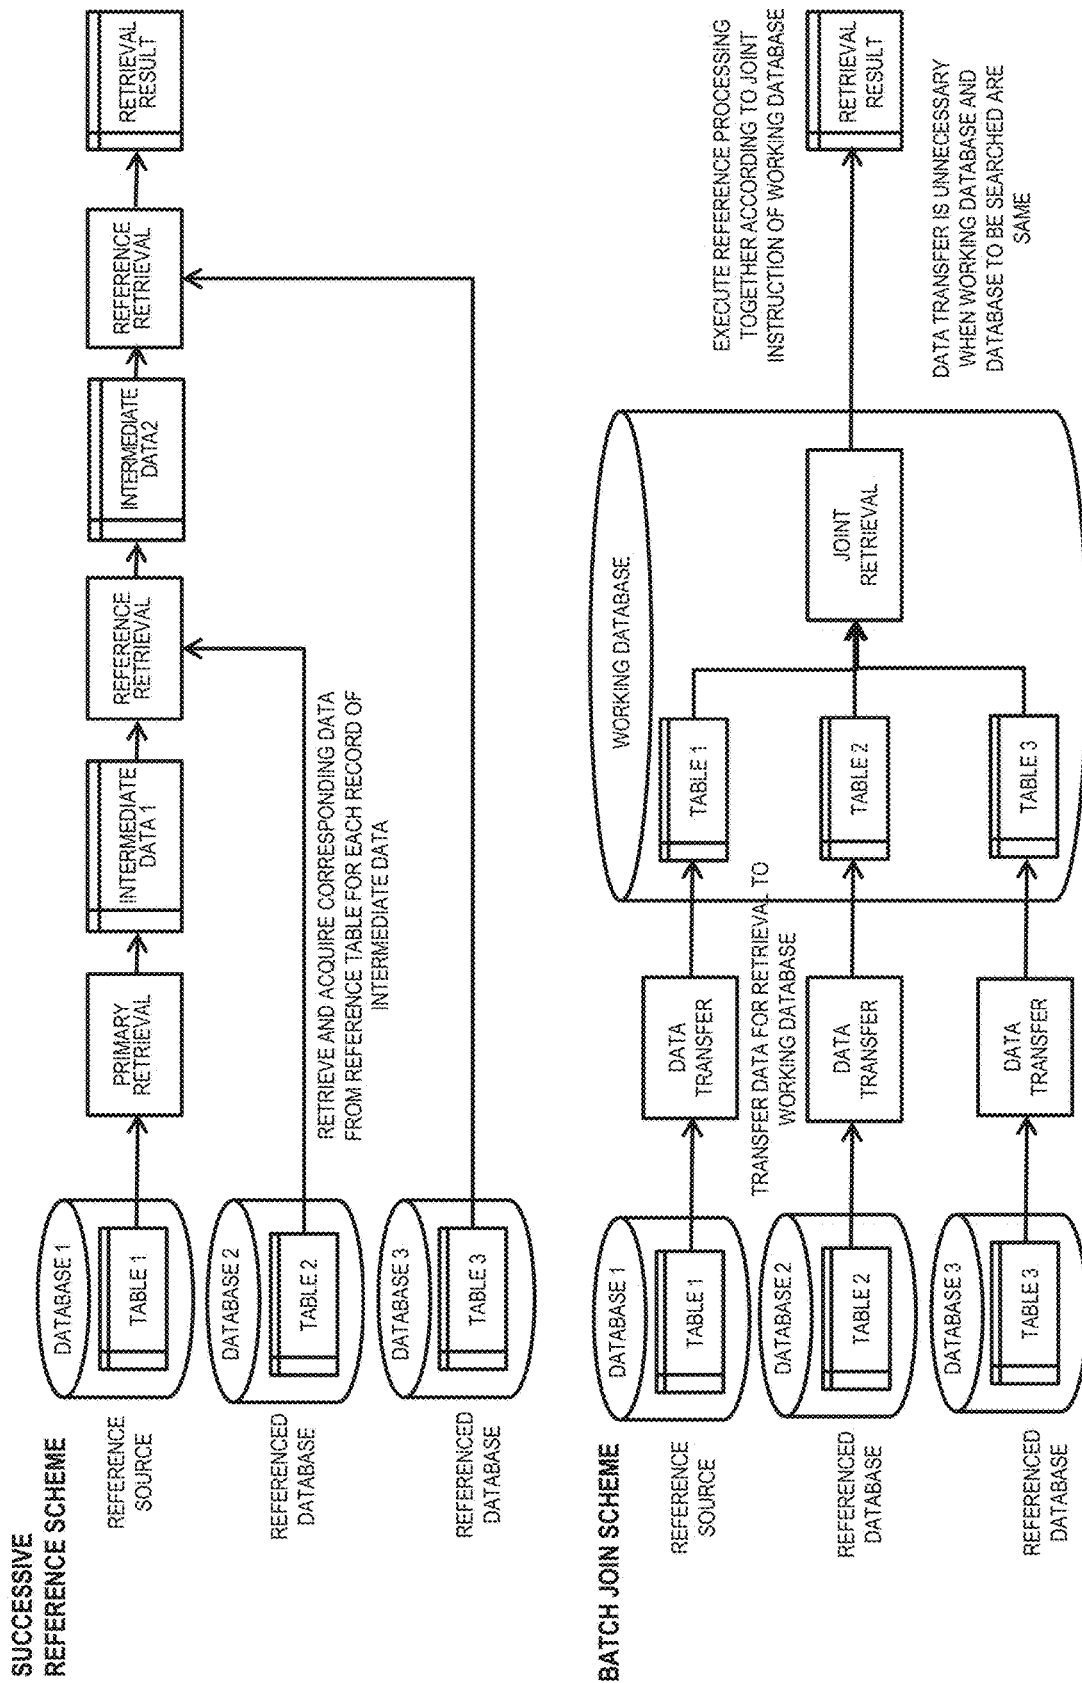 SUCCESSIVE
REFERENCE SCHEME
REFERENCE
SOURCE
DATABASE 1
TABLE 1
PRIMARY
RETRIEVAL
INTERMEDIATE
DATA 1
REFERENCE
RETRIEVAL
INTERMEDIATE
DATA2
REFERENCE
RETRIEVAL
RETRIEVAL
RESULT
REFERENCED
DATABASE
DATABASE 2
TABLE 2
RETRIEVE AND ACQUIRE CORRESPONDING DATA
FROM REFERENCE TABLE FOR EACH RECORD OF
INTERMEDIATE DATA
REFERENCED
DATABASE
DATABASE 3
TABLE 3
BATCH JOIN SCHEME
REFERENCE
SOURCE
DATABASE 1
TABLE 1
DATA
TRANSFER
WORKING DATABASE
TABLE 1
EXECUTE REFERENCE PROCESSING
TOGETHER ACCORDING TO JOINT
INSTRUCTION OF WORKING DATABASE
TRANSFER DATA FOR RETRIEVAL TO
WORKING DATABASE
REFERENCED
DATABASE
DATABASE 2
TABLE 2
DATA
TRANSFER
TABLE 2
JOINT
RETRIEVAL
RETRIEVAL
RESULT
DATA TRANSFER IS UNNECESSARY
WHEN WORKING DATABASE AND
DATABASE TO BE SEARCHED ARE
SAME
REFERENCED
DATABASE
DATABASE 3
TABLE 3
DATA
TRANSFER
TABLE 3